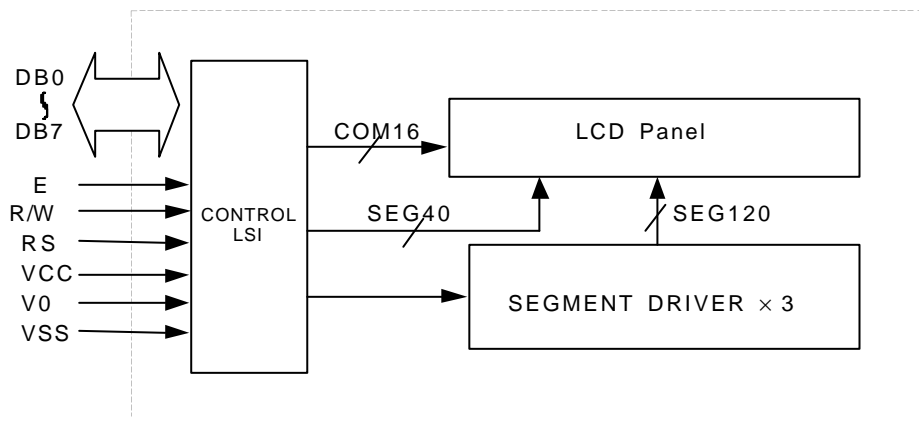 DB0
DB7
E
R/W
RS
VCC
V0
VSS
CONTROL
LSI
COM16
SEG40
LCD Panel
SEG120
SEGMENT DRIVER × 3